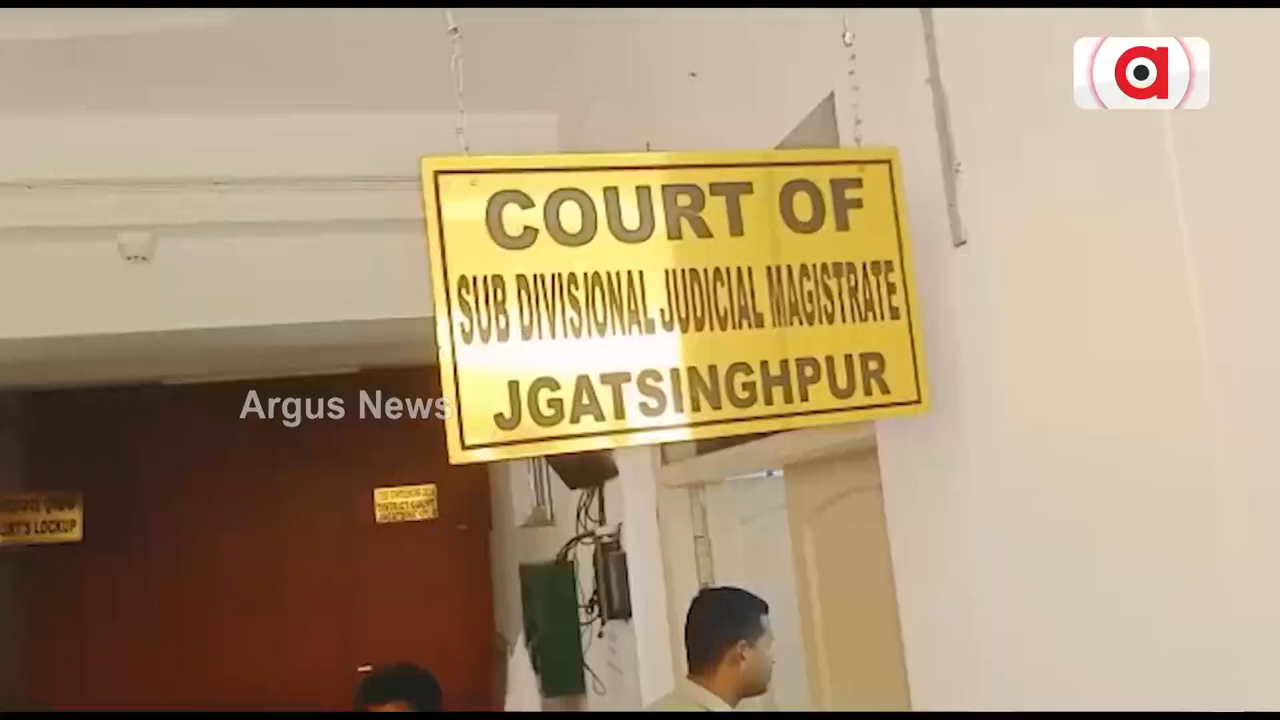 COURT OF
SUB DIVISIONAL JUDICIAL MAGISTRATE
JGATSINGHPUR
Argus News
LOCKUP
a